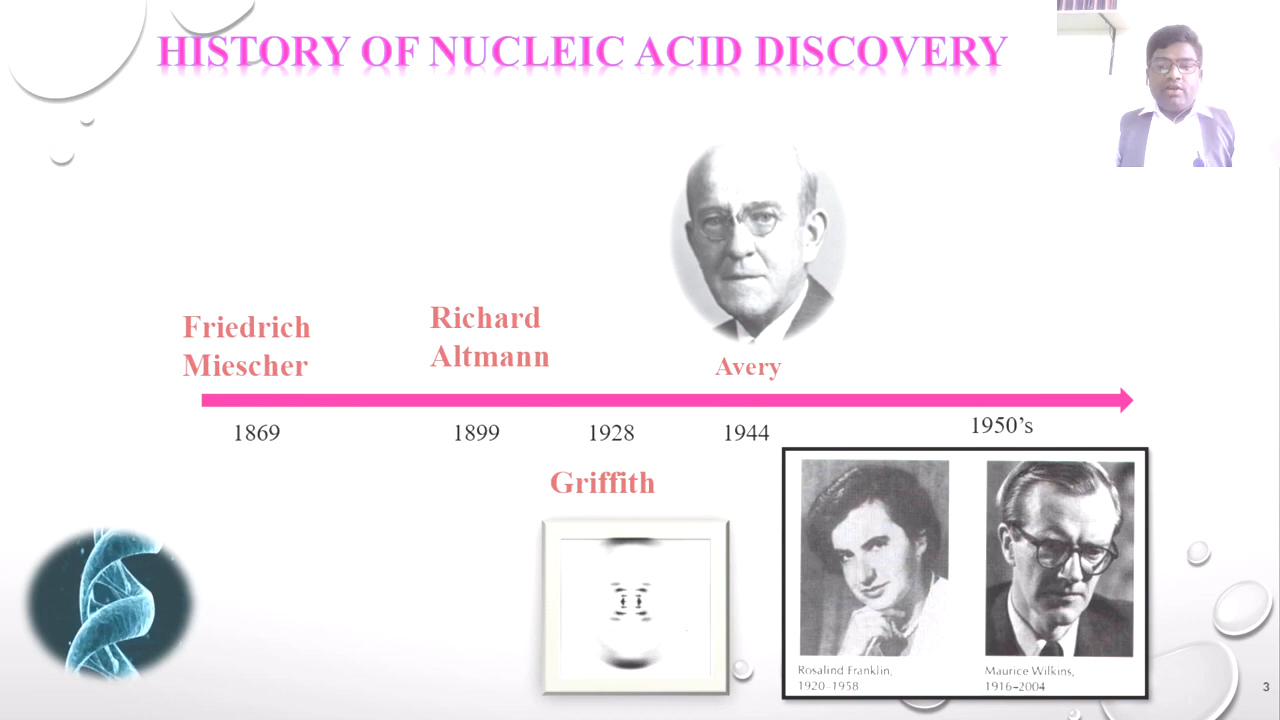 HISTORY OF NUCLEIC ACID DISCOVERY
Friedrich
Miescher
Richard
Altmann
Avery
1869
1899
1928
1944
1950’s
Griffith
Rosalind Franklin,
1920–1958
Maurice Wilkins,
1916–2004
3